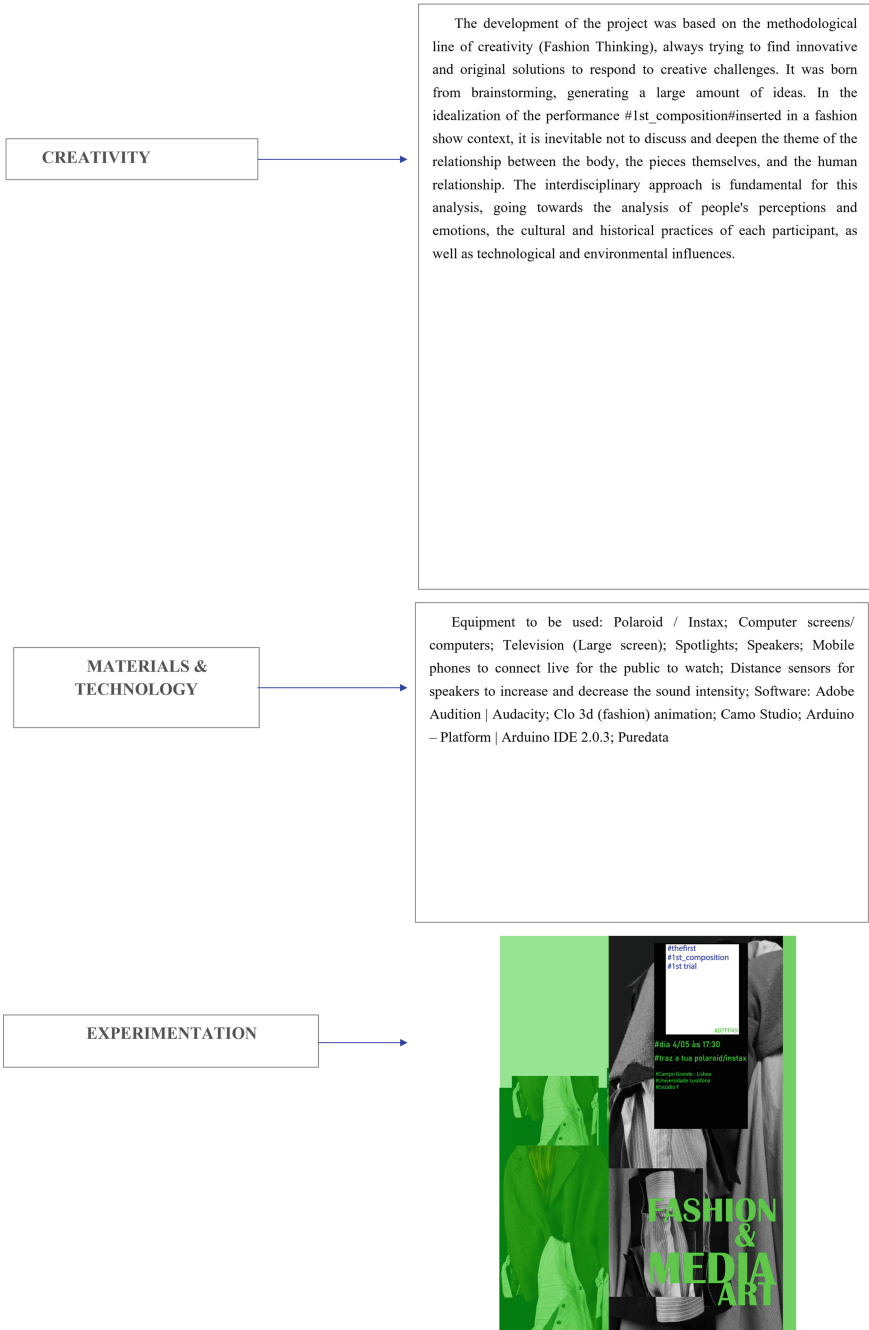 CREATIVITY
The development of the project was based on the methodological
line of creativity (Fashion Thinking), always trying to find innovative
and original solutions to respond to creative challenges. It was born
from brainstorming, generating a large amount of ideas. In the
idealization of the performance #1st_composition#inserted in a fashion
show context, it is inevitable not to discuss and deepen the theme of the
relationship between the body, the pieces themselves, and the human
relationship. The interdisciplinary approach is fundamental for this
analysis, going towards the analysis of people's perceptions and
emotions, the cultural and historical practices of each participant, as
well as technological and environmental influences.
MATERIALS &
TECHNOLOGY
Equipment to be used: Polaroid / Instax; Computer screens/
computers; Television (Large screen); Spotlights; Speakers; Mobile
phones to connect live for the public to watch; Distance sensors for
speakers to increase and decrease the sound intensity; Software: Adobe
Audition | Audacity; Clo 3d (fashion) animation; Camo Studio; Arduino
– Platform | Arduino IDE 2.0.3; Puredata
EXPERIMENTATION
#thefirst
#1st_composition
#1st trial
#07FF49
#dia 4/05 às 17:30
#traz a tua polaroid/instax
#Campo Grande - Lisboa
#Universidade Lusófona
#Estúdio F
FASHION
&
MEDIA
ART